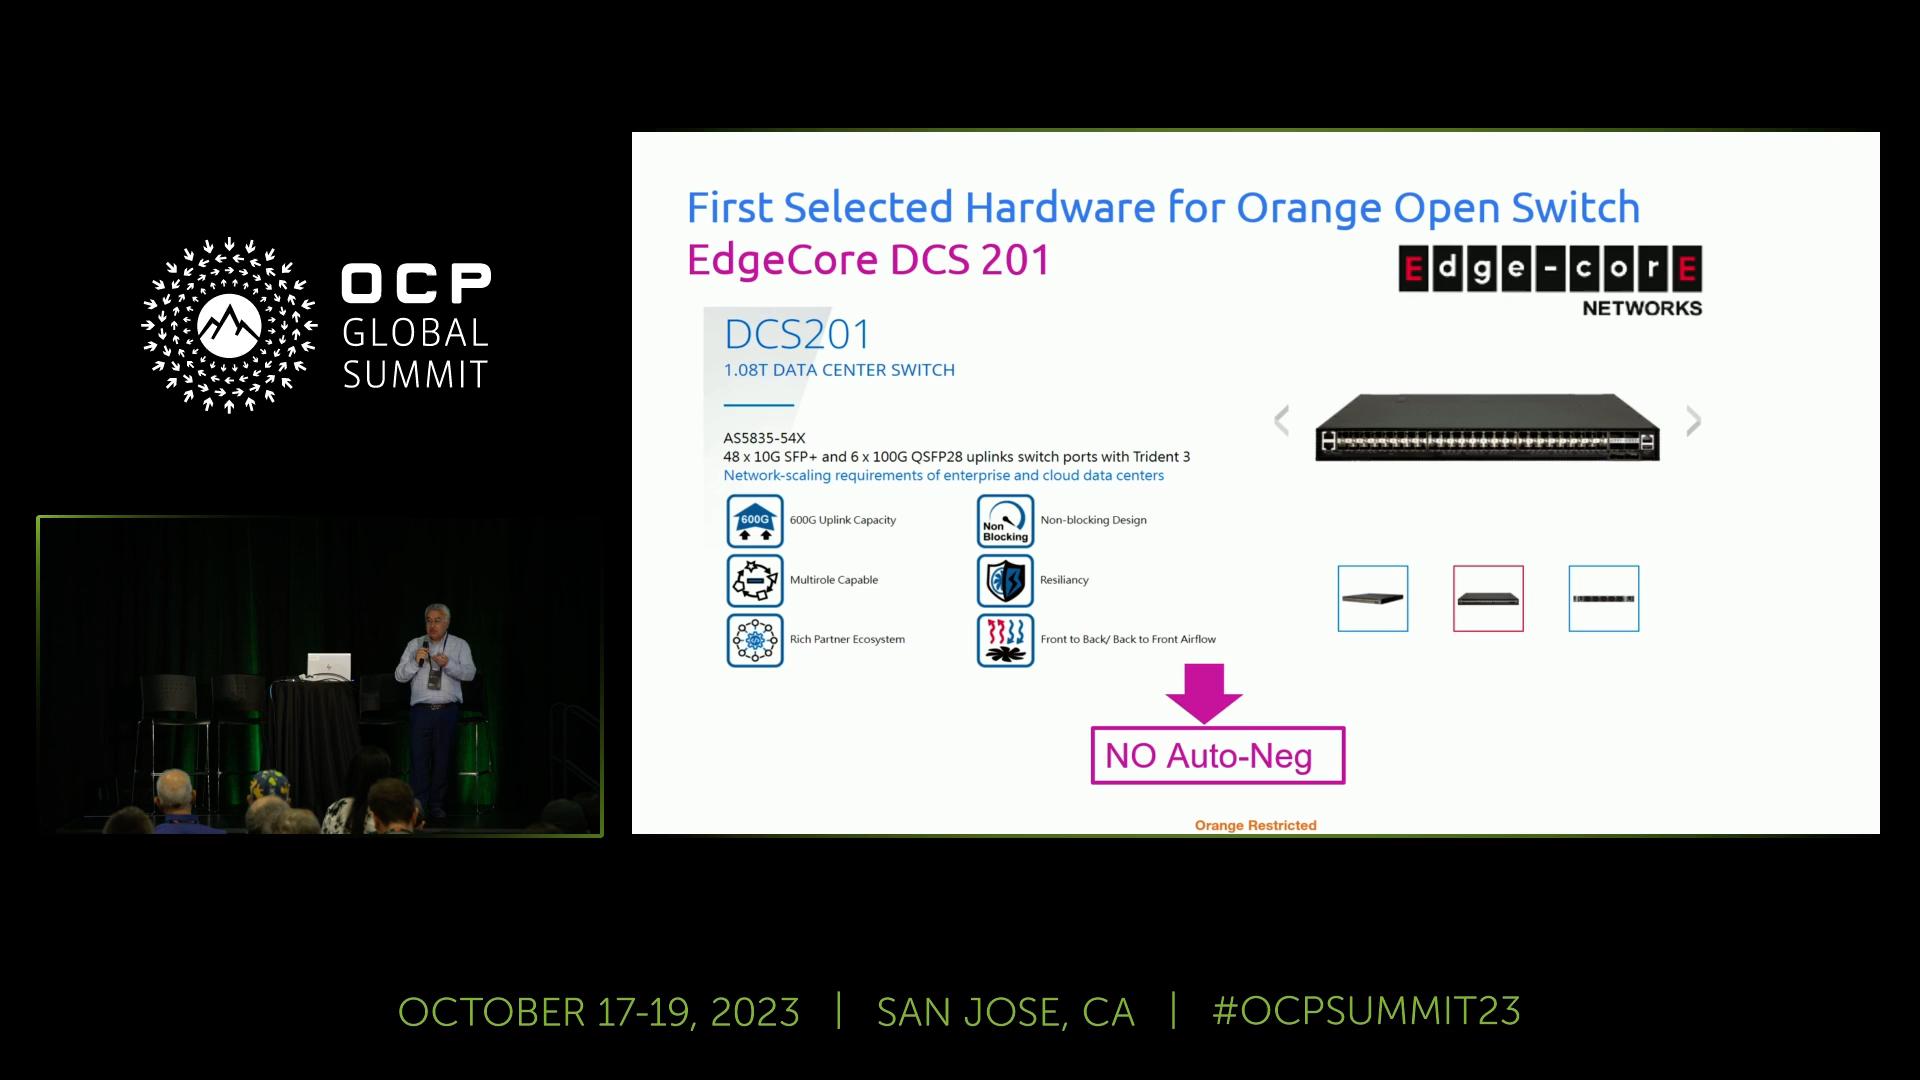 OCP
GLOBAL
SUMMIT
First Selected Hardware for Orange Open Switch
EdgeCore DCS 201
Edge-corE
NETWORKS
DCS201
1.08T DATA CENTER SWITCH
AS5835-54X
48 x 10G SFP+ and 6 x 100G QSFP28 uplinks switch ports with Trident 3
Network-scaling requirements of enterprise and cloud data centers
600G
600G Uplink Capacity
Non
Blocking
Non-blocking Design
Multirole Capable
Resiliancy
Rich Partner Ecosystem
Front to Back/ Back to Front Airflow
NO Auto-Neg
Orange Restricted
OCTOBER 17-19, 2023 | SAN JOSE, CA | #OCPSUMMIT23